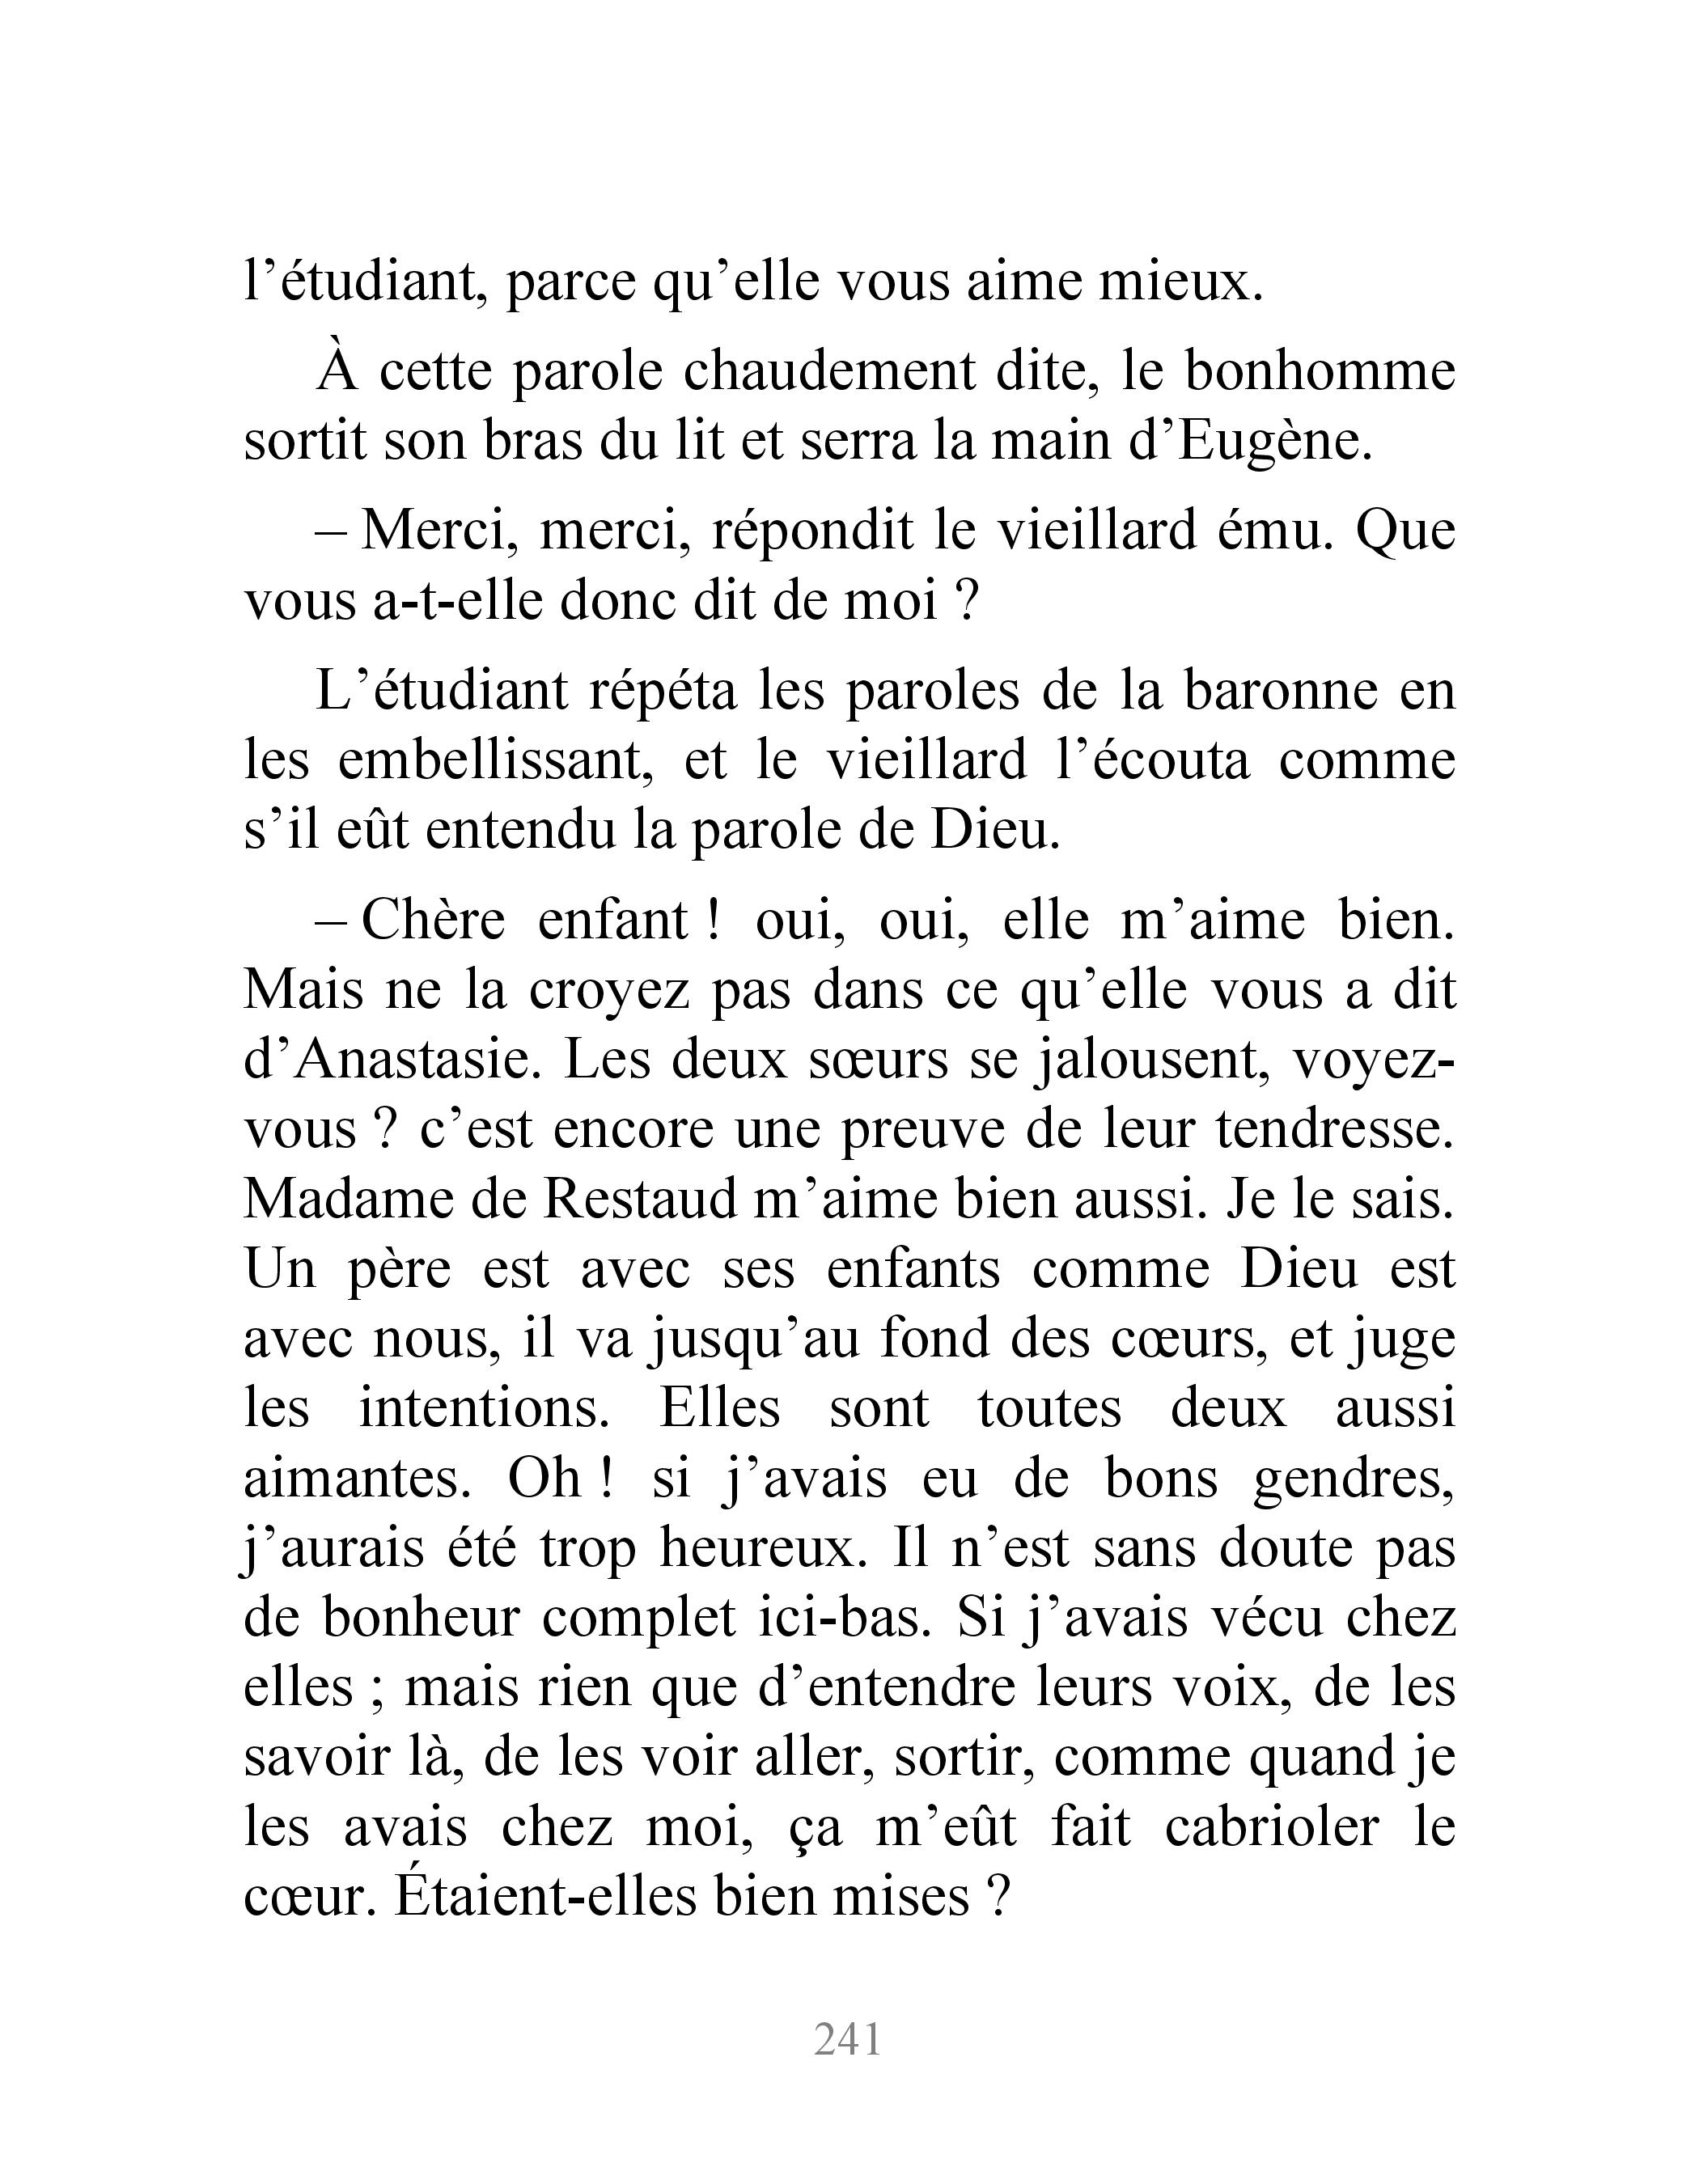 l’étudiant, parce qu’elle vous aime mieux.
À cette parole chaudement dite, le bonhomme
sortit son bras du lit et serra la main d’Eugène.
– Merci, merci, répondit le vieillard ému. Que
vous a-t-elle donc dit de moi ?
L’étudiant répéta les paroles de la baronne en
les embellissant, et le vieillard l’écouta comme
s’il eût entendu la parole de Dieu.
– Chère enfant ! oui, oui, elle m’aime bien.
Mais ne la croyez pas dans ce qu’elle vous a dit
d’Anastasie. Les deux sœurs se jalousent, voyez-
vous ? c’est encore une preuve de leur tendresse.
Madame de Restaud m’aime bien aussi. Je le sais.
Un père est avec ses enfants comme Dieu est
avec nous, il va jusqu’au fond des cœurs, et juge
les intentions. Elles sont toutes deux aussi
aimantes. Oh ! si j’avais eu de bons gendres,
j’aurais été trop heureux. Il n’est sans doute pas
de bonheur complet ici-bas. Si j’avais vécu chez
elles ; mais rien que d’entendre leurs voix, de les
savoir là, de les voir aller, sortir, comme quand je
les avais chez moi, ça m’eût fait cabrioler le
cœur. Étaient-elles bien mises ?
241